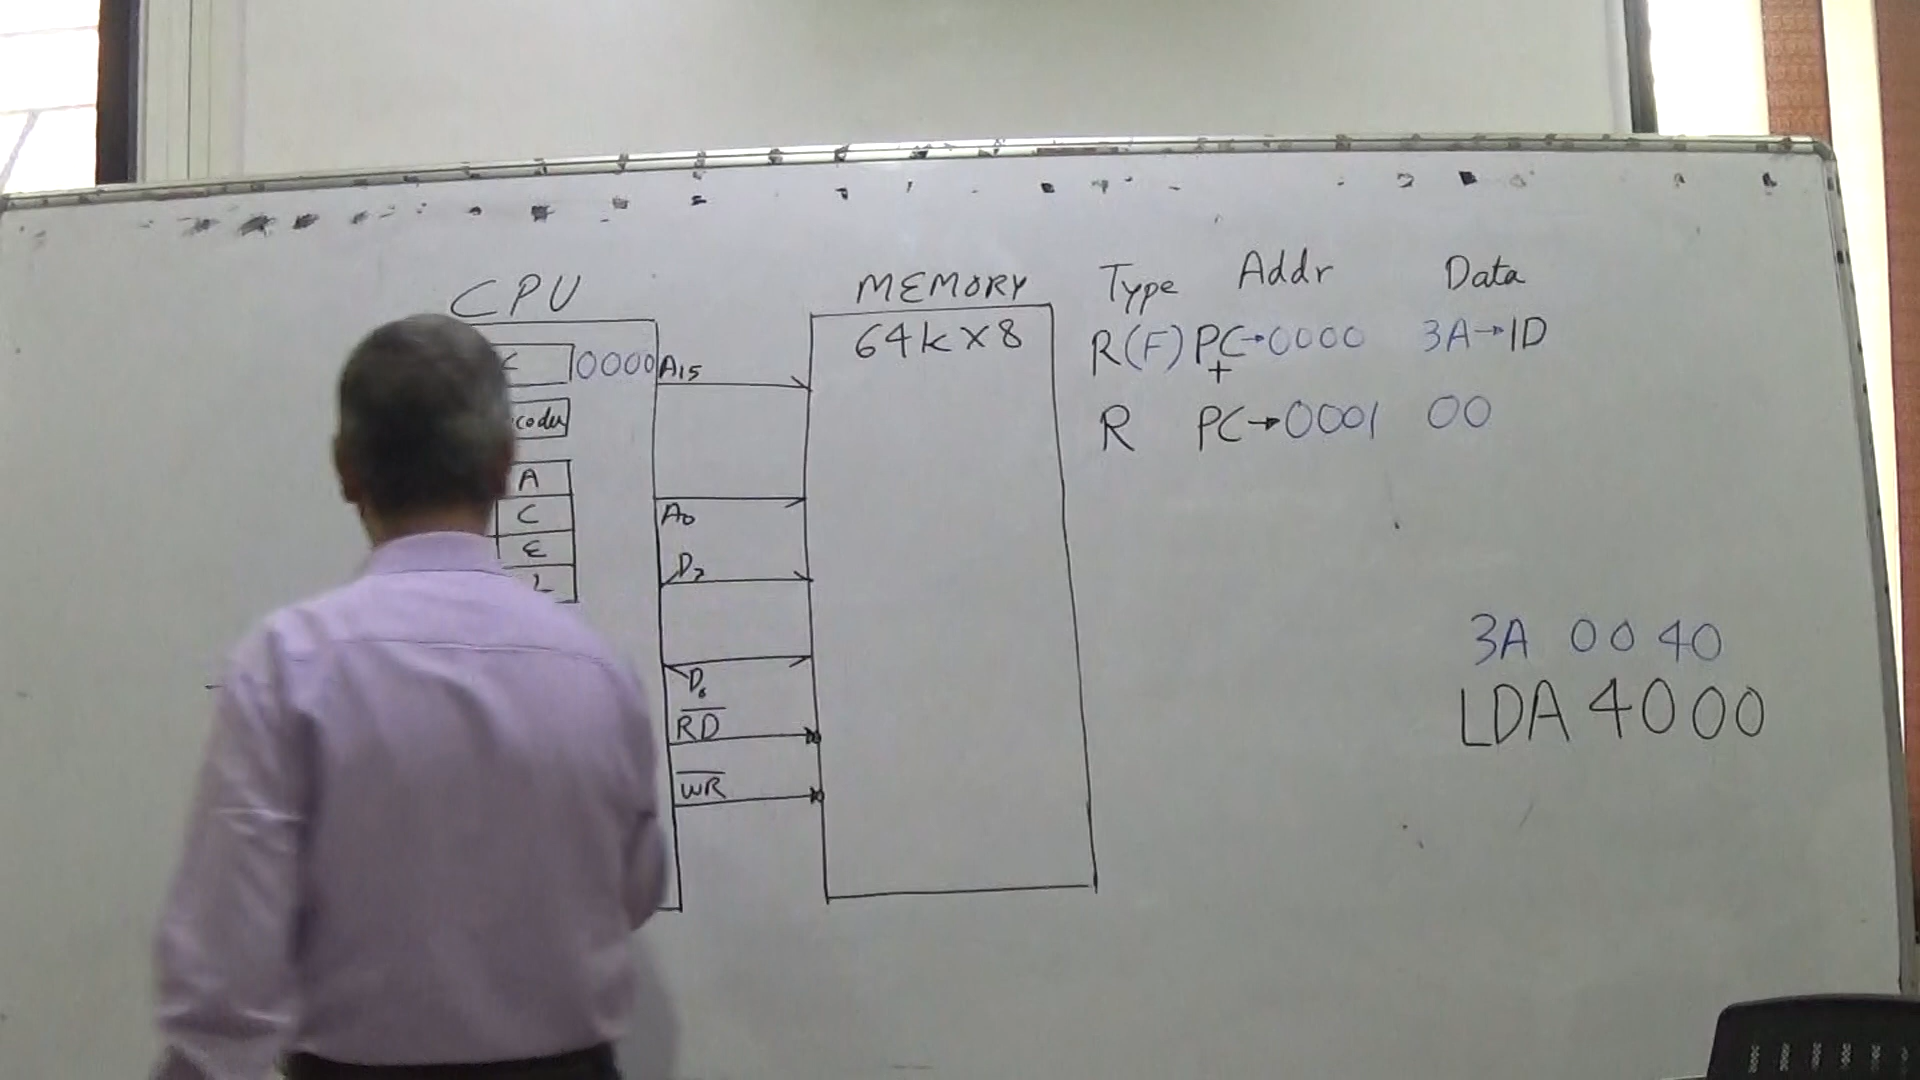 CPU
0000
A15
coder
A
C
E
L
A0
D7
D0
RD
WR
MEMORY
64k×8
Type Addr Data
R(F) PC→0000 3A→ID
+
R PC→0001 00
3A 00 40
LDA 4000